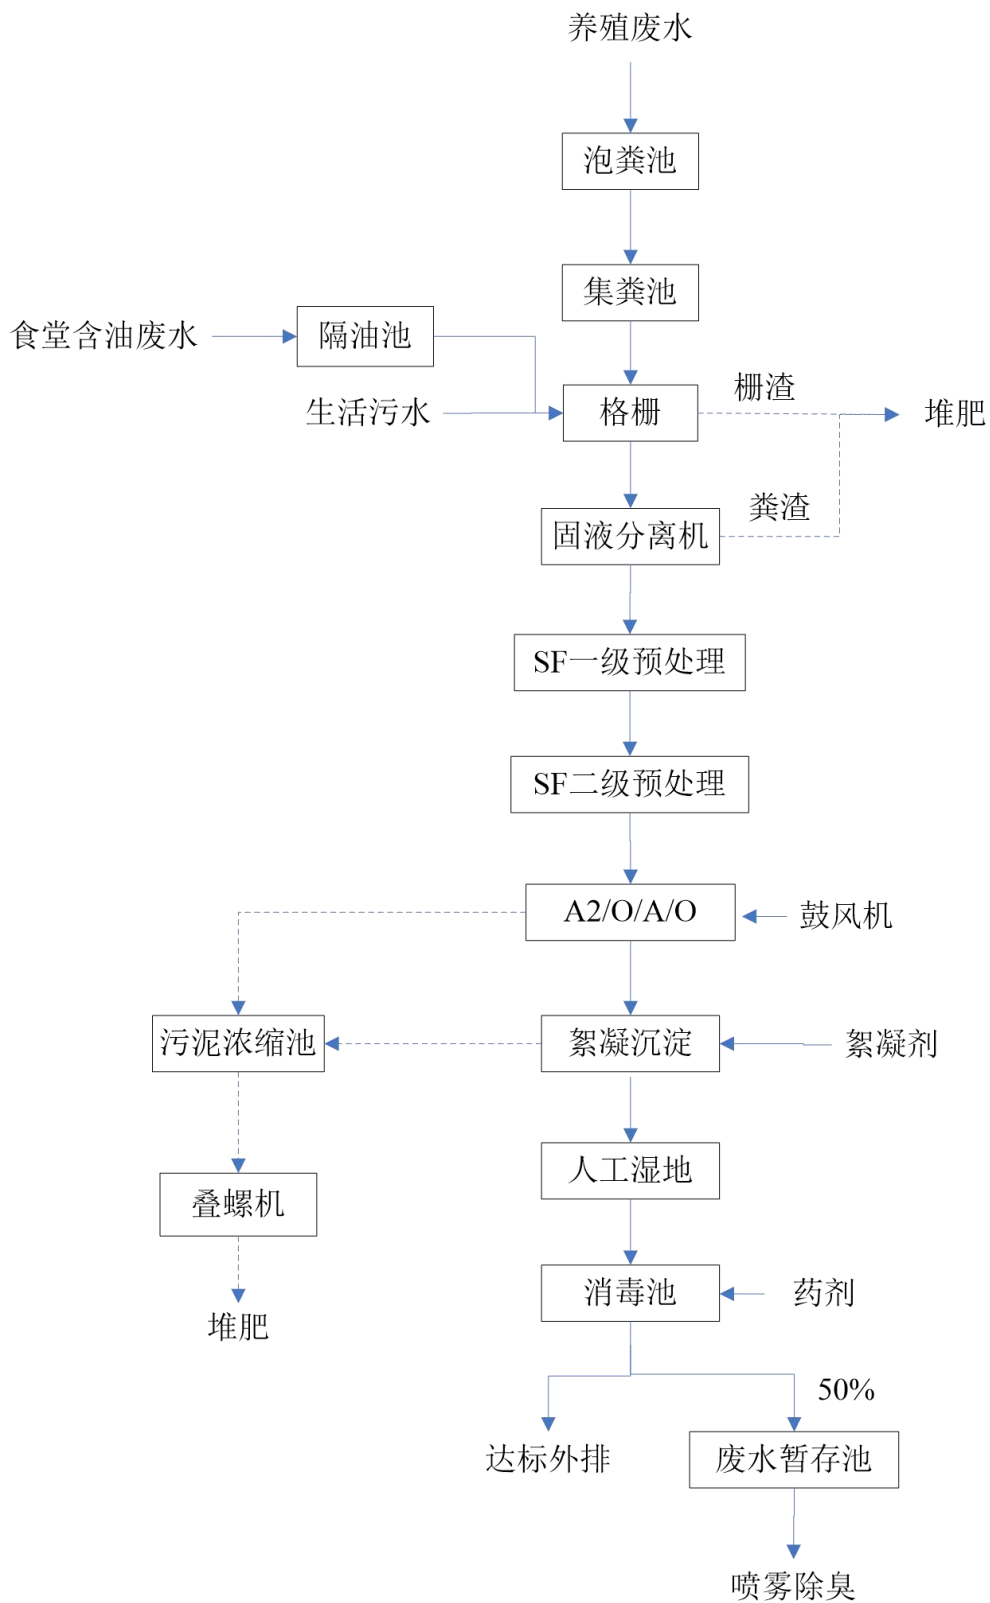 养殖废水
泡粪池
集粪池
食堂含油废水
隔油池
栅渣
生活污水
格栅
堆肥
粪渣
固液分离机
SF一级预处理
SF二级预处理
A2/O/A/O
鼓风机
污泥浓缩池
絮凝沉淀
絮凝剂
人工湿地
叠螺机
消毒池
药剂
堆肥
50%
达标外排
废水暂存池
喷雾除臭